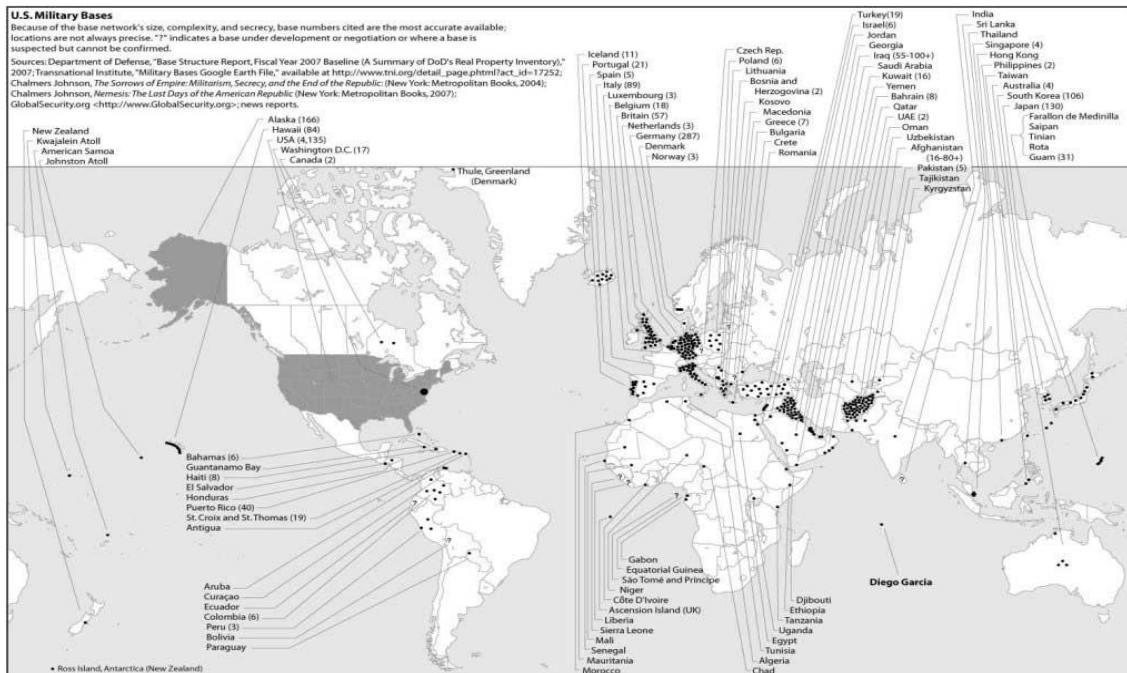 U.S. Military Bases
Because of the base network's size, complexity, and secrecy, base numbers cited are the most accurate available;
locations are not always precise. "?" indicates a base under development or negotiation or where a base is
suspected but cannot be confirmed.
Sources: Department of Defense, "Base Structure Report, Fiscal Year 2007 Baseline (A Summary of DoD's Real Property Inventory),"
2007; Transnational Institute, "Military Bases Google Earth File," available at http://www.tni.org/detail_page.phtml?act_id=17252;
Chalmers Johnson, The Sorrows of Empire: Militarism, Secrecy, and the End of the Republic: (New York: Metropolitan Books, 2004);
Chalmers Johnson, Nemesis: The Last Days of the American Republic (New York: Metropolitan Books, 2007);
GlobalSecurity.org <http://www.GlobalSecurity.org>; news reports.
New Zealand
Kwajalein Atoll
American Samoa
Johnston Atoll
Alaska (166)
Hawaii (84)
USA (4,135)
Washington D.C. (17)
Canada (2)
Thule, Greenland
(Denmark)
Iceland (11)
Portugal (21)
Spain (5)
Italy (89)
Luxembourg (3)
Belgium (18)
Britain (57)
Netherlands (3)
Germany (287)
Denmark
Norway (3)
Czech Rep.
Poland (6)
Lithuania
Bosnia and
Herzogovina (2)
Kosovo
Macedonia
Greece (7)
Bulgaria
Crete
Romania
Turkey(19)
Israel(6)
Jordan
Georgia
Iraq (55-100+)
Saudi Arabia
Kuwait (16)
Yemen
Bahrain (8)
Qatar
UAE (2)
Oman
Uzbekistan
Afghanistan
(16-80+)
Pakistan (5)
Tajikistan
Kyrgyzstan
India
Sri Lanka
Thailand
Singapore (4)
Hong Kong
Philippines (2)
Taiwan
Australia (4)
South Korea (106)
Japan (130)
Farallon de Medinilla
Saipan
Tinian
Rota
Guam (31)
Bahamas (6)
Guantanamo Bay
Haiti (8)
El Salvador
Honduras
Puerto Rico (40)
St. Croix and St. Thomas (19)
Antigua
Aruba
Curaçao
Ecuador
Colombia (6)
Peru (3)
Bolivia
Paraguay
Ross Island, Antarctica (New Zealand)
?
?
?
?
?
?
?
Gabon
Equatorial Guinea
São Tomé and Príncipe
Niger
Côte D'Ivoire
Ascension Island (UK)
Liberia
Sierra Leone
Mali
Senegal
Mauritania
Morocco
Djibouti
Ethiopia
Tanzania
Uganda
Egypt
Tunisia
Algeria
Chad
Diego Garcia